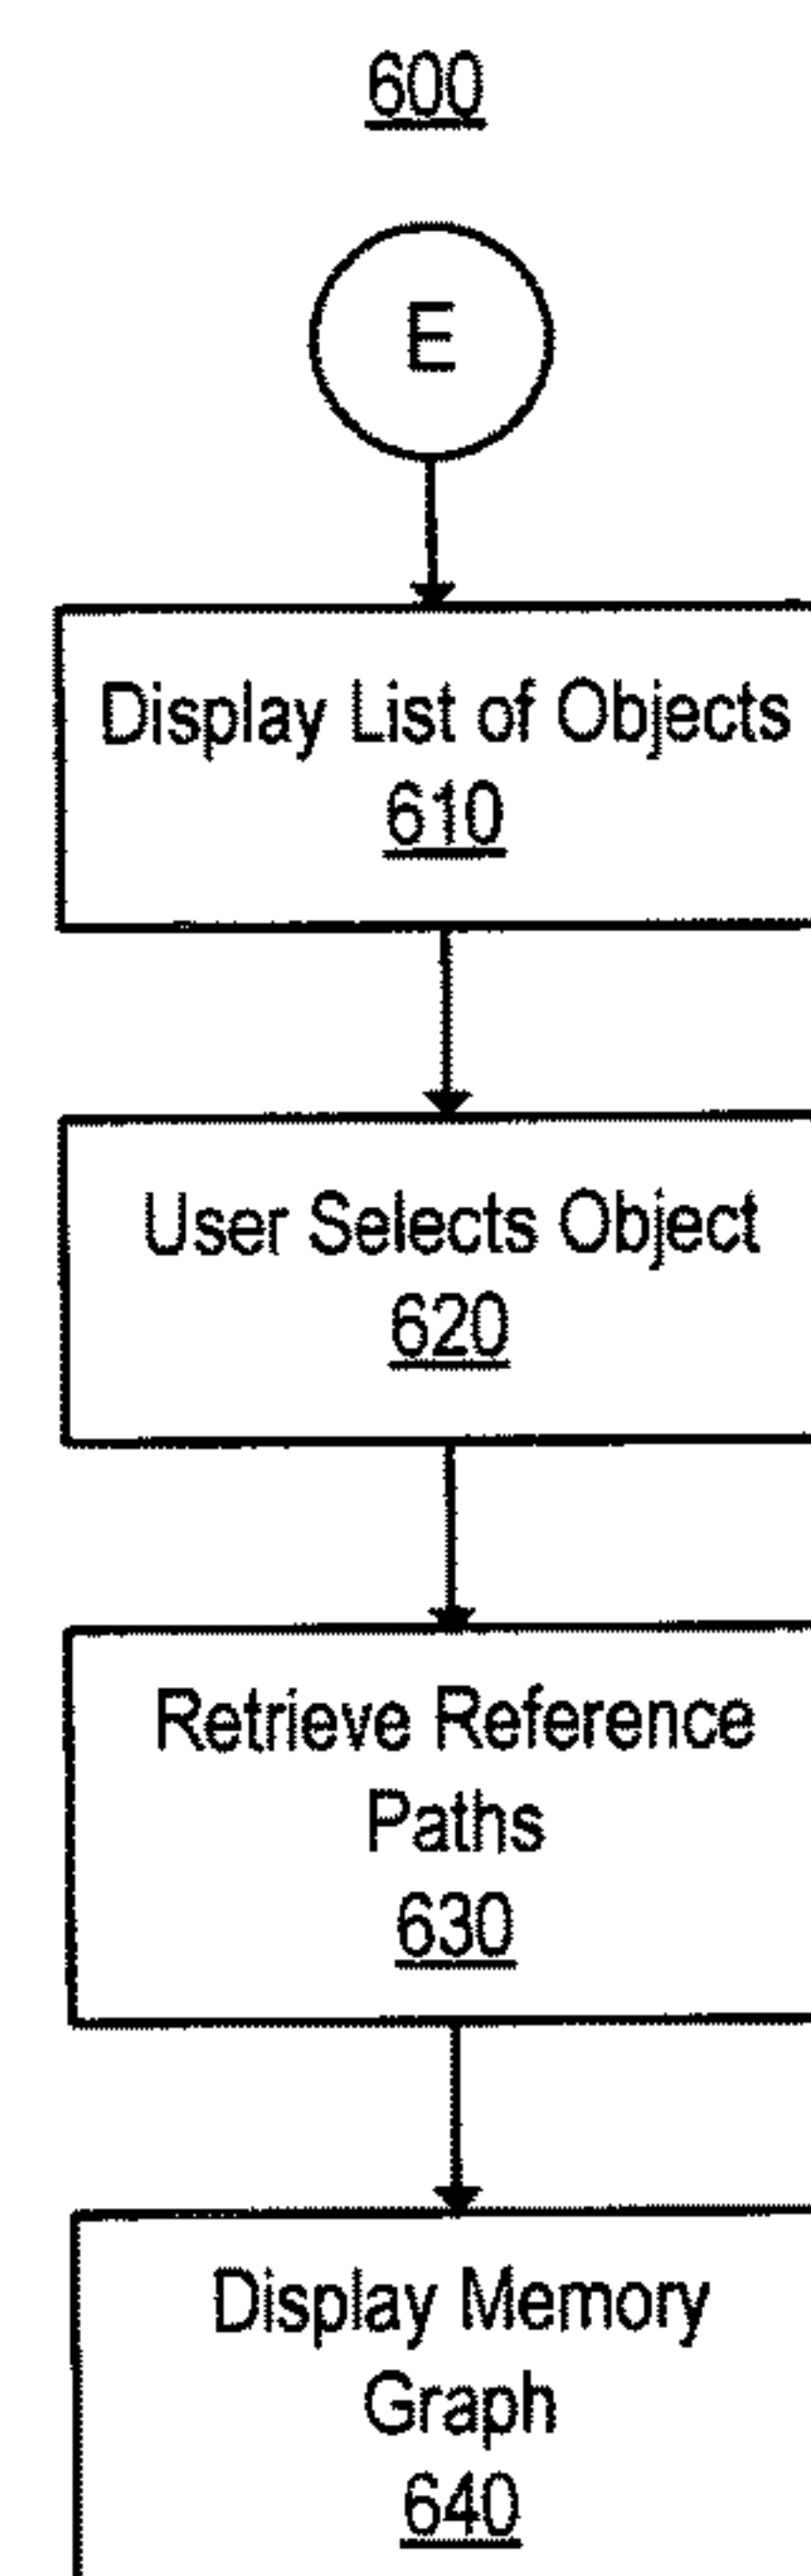 600
E
Display List of Objects
610
User Selects Object
620
Retrieve Reference
Paths
630
Display Memory
Graph
640